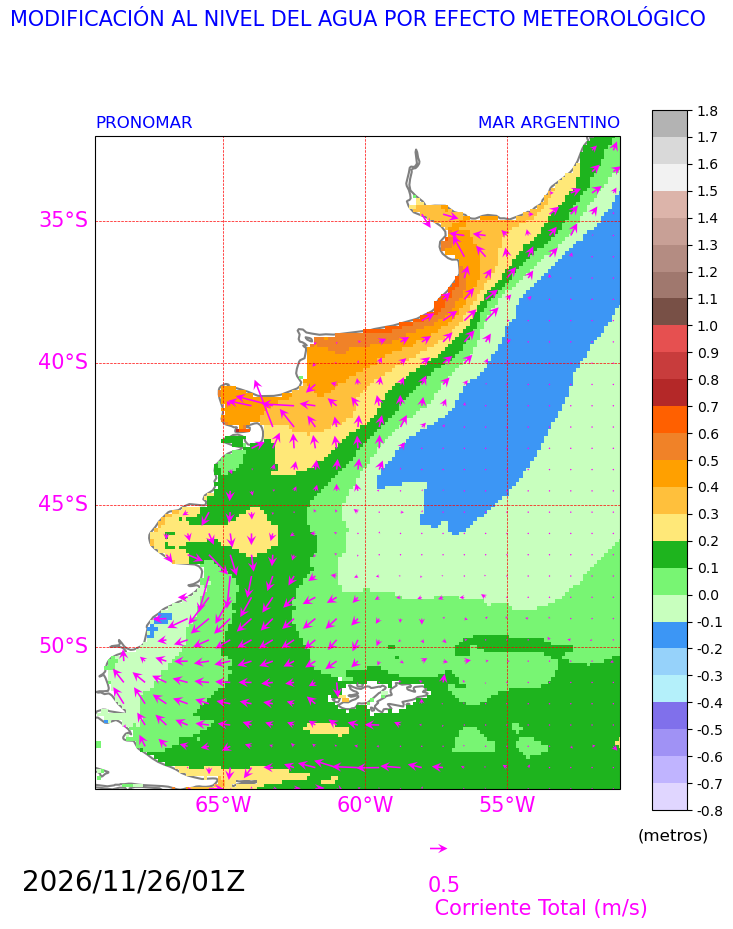 MODIFICACIÓN AL NIVEL DEL AGUA POR EFECTO METEOROLÓGICO
PRONOMAR
MAR ARGENTINO
35°S
40°S
45°S
50°S
65°W
60°W
55°W
1.8
1.7
1.6
1.5
1.4
1.3
1.2
1.1
1.0
0.9
0.8
0.7
0.6
0.5
0.4
0.3
0.2
0.1
0.0
-0.1
-0.2
-0.3
-0.4
-0.5
-0.6
-0.7
-0.8
(metros)
2026/11/26/01Z
0.5
Corriente Total (m/s)